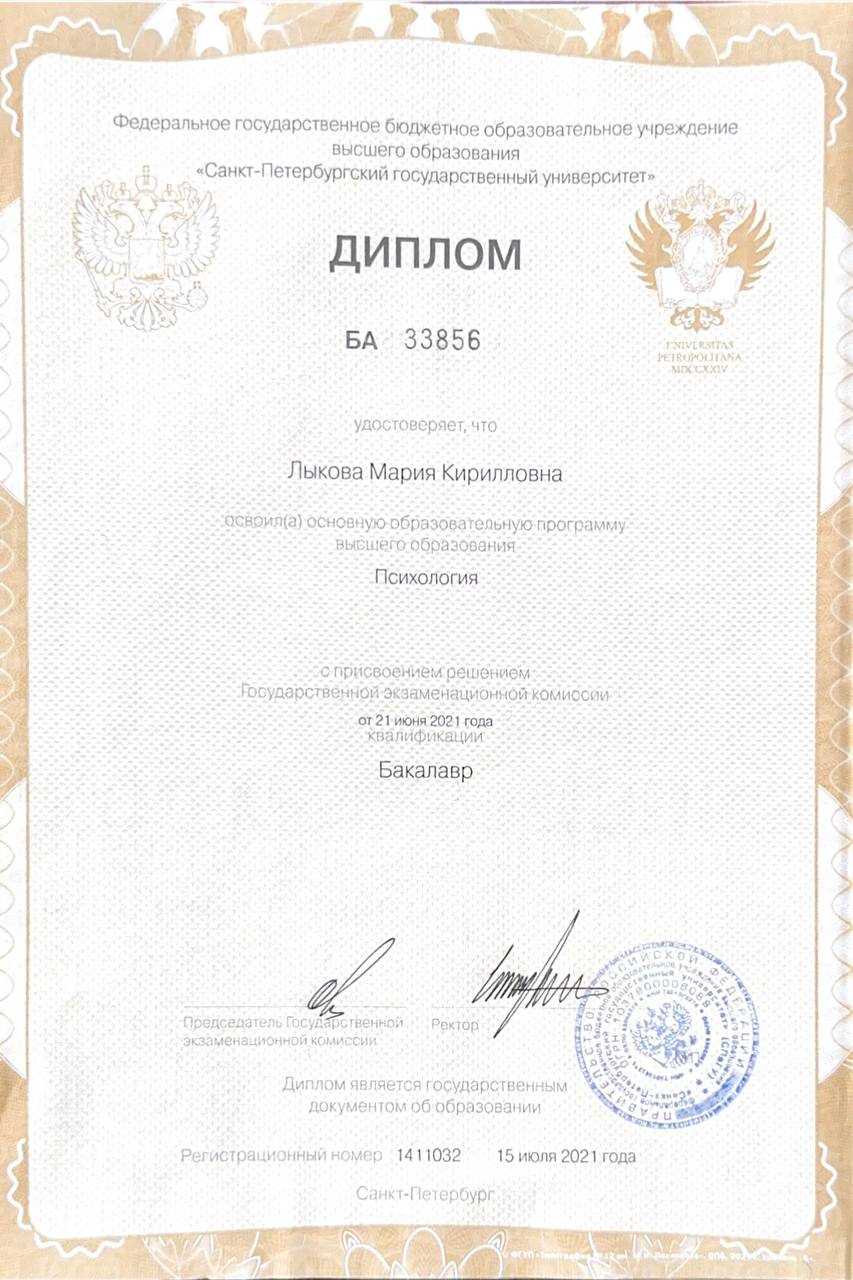 Федеральное государственное бюджетное образовательное учреждение
высшего образования
«Санкт-Петербургский государственный университет»
ДИПЛОМ
БА 33856
UNIVERSITAS
PETROPOLITANA
MDCCXXIV
удостоверяет, что
Лыкова Мария Кирилловна
освоил(а) основную образовательную программу
высшего образования
Психология
с присвоением решением
Государственной экзаменационной комиссии
от 21 июня 2021 года
квалификации
Бакалавр
Председатель Государственной
экзаменационной комиссии
Ректор
ПРАВИТЕЛЬСТВО РОССИЙСКОЙ ФЕДЕРАЦИИ
Диплом является государственным
документом об образовании
Регистрационный номер 1411032 15 июля 2021 года
Санкт-Петербург